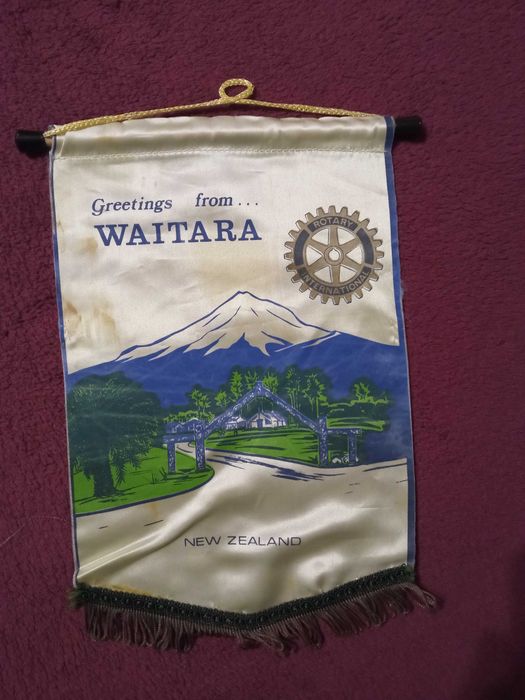 Greetings from...
WAITARA
ROTARY
INTERNATIONAL
NEW ZEALAND